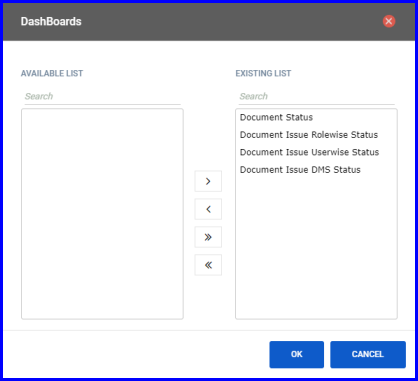 DashBoards
AVAILABLE LIST
EXISTING LIST
Search
Search
Document Status
Document Issue Rolewise Status
Document Issue Userwise Status
Document Issue DMS Status
>
<
»
«
OK
CANCEL